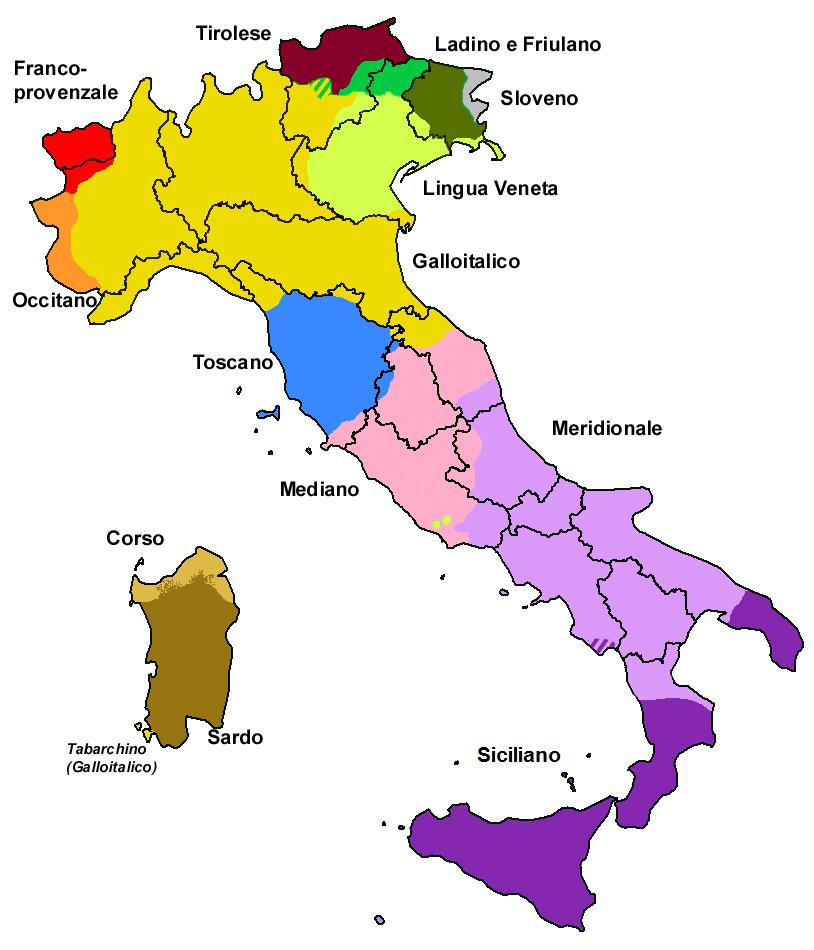 Tirolese
Ladino e Friulano
Franco-
provenzale
Sloveno
Lingua Veneta
Galloitalico
Occitano
Toscano
Meridionale
Mediano
Corso
Sardo
Tabarchino
(Galloitalico)
Siciliano